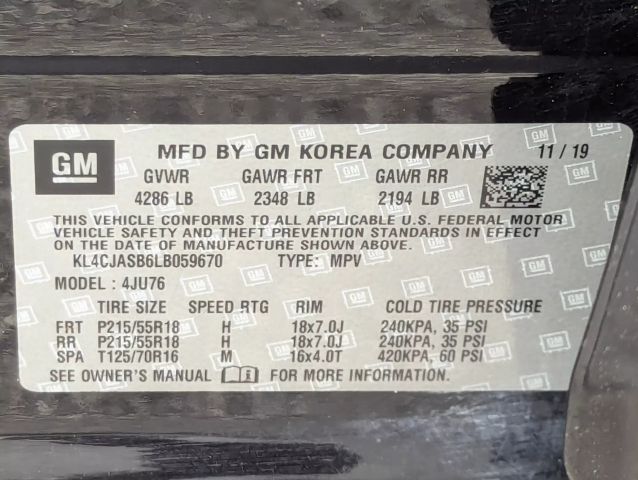 GM MFD BY GM KOREA COMPANY 11 / 19
GVWR GAWR FRT GAWR RR
4286 LB 2348 LB 2194 LB
THIS VEHICLE CONFORMS TO ALL APPLICABLE U.S. FEDERAL MOTOR
VEHICLE SAFETY AND THEFT PREVENTION STANDARDS IN EFFECT
ON THE DATE OF MANUFACTURE SHOWN ABOVE.
KL4CJASB6LB059670 TYPE: MPV
MODEL : 4JU76
TIRE SIZE SPEED RTG RIM COLD TIRE PRESSURE
FRT P215/55R18 H 18x7.0J 240KPA, 35 PSI
RR P215/55R18 H 18x7.0J 240KPA, 35 PSI
SPA T125/70R16 M 16x4.0T 420KPA, 60 PSI
SEE OWNER'S MANUAL FOR MORE INFORMATION.